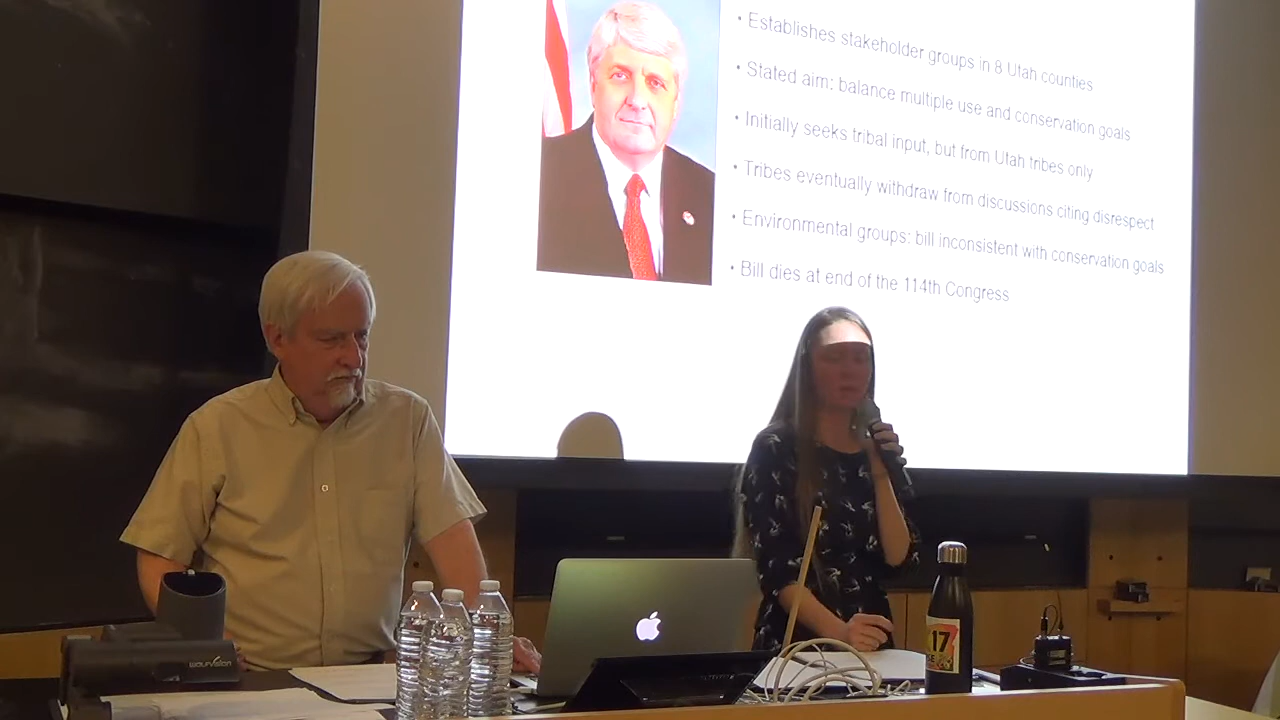 • Establishes stakeholder groups in 8 Utah counties
• Stated aim: balance multiple use and conservation goals
• Initially seeks tribal input, but from Utah tribes only
• Tribes eventually withdraw from discussions citing disrespect
• Environmental groups: bill inconsistent with conservation goals
• Bill dies at end of the 114th Congress
17
wolfvision